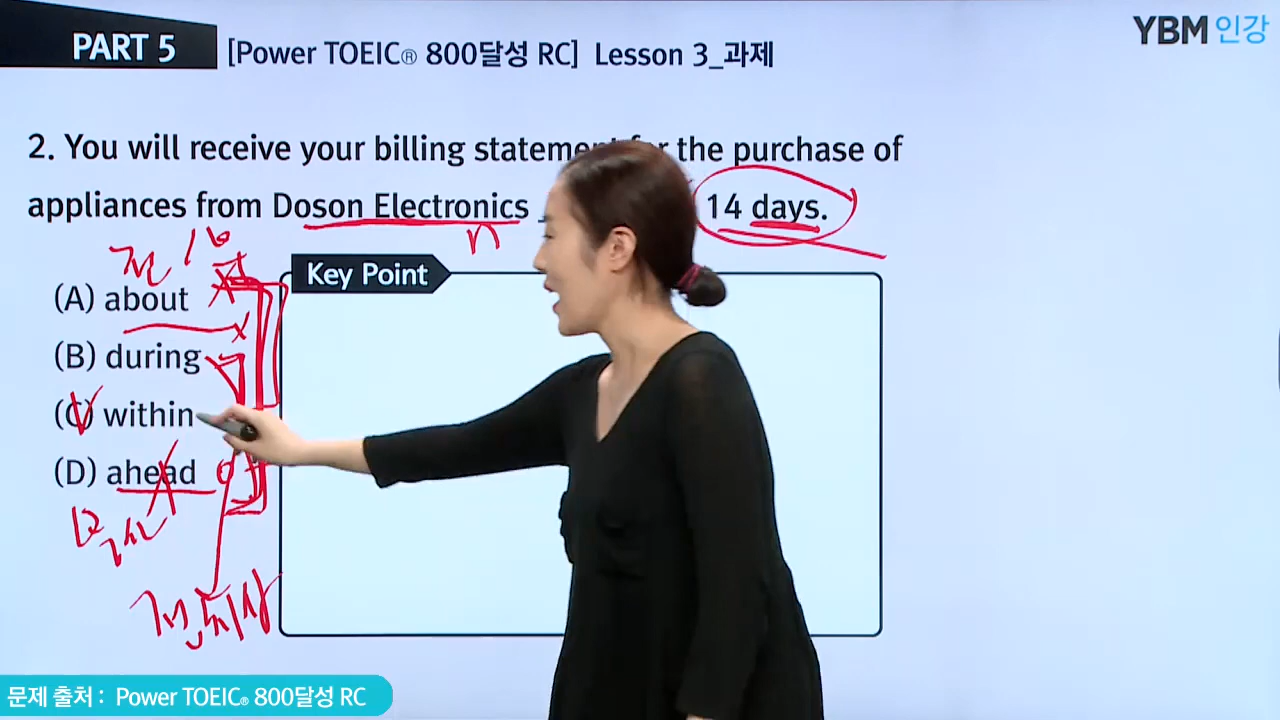 PART 5
[Power TOEIC® 800달성 RC] Lesson 3_과제
YBM 인강
2. You will receive your billing statement for the purchase of
appliances from Doson Electronics 14 days.
n
Key Point
(A) about
(B) during
(C) within
(D) ahead
문제 출처 : Power TOEIC® 800달성 RC